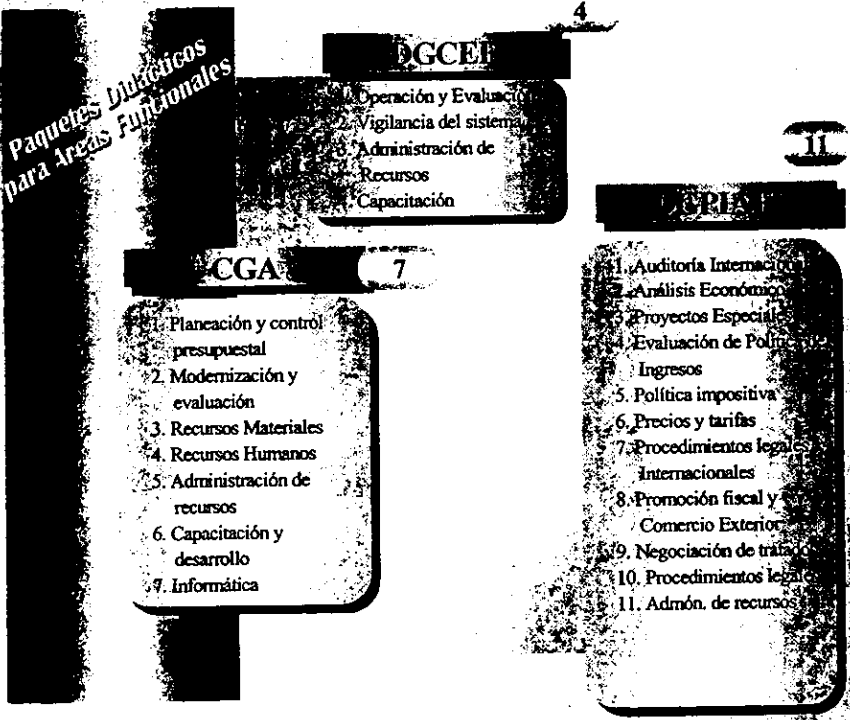 Paquetes Didácticos
para Areas Funcionales
4
DGCEI
1. Operación y Evaluación
2. Vigilancia del sistema
3. Administración de
Recursos
4. Capacitación
CGA
7
1. Planeación y control
presupuestal
2. Modernización y
evaluación
3. Recursos Materiales
4. Recursos Humanos
5. Administración de
recursos
6. Capacitación y
desarrollo
7. Informática
11
1. Auditoría Internacional
2. Análisis Económico
3. Proyectos Especiales
4. Evaluación de Política de
Ingresos
5. Política impositiva
6. Precios y tarifas
7. Procedimientos legales
Internacionales
8. Promoción fiscal y
Comercio Exterior
9. Negociación de tratados
10. Procedimientos legales
11. Admón. de recursos